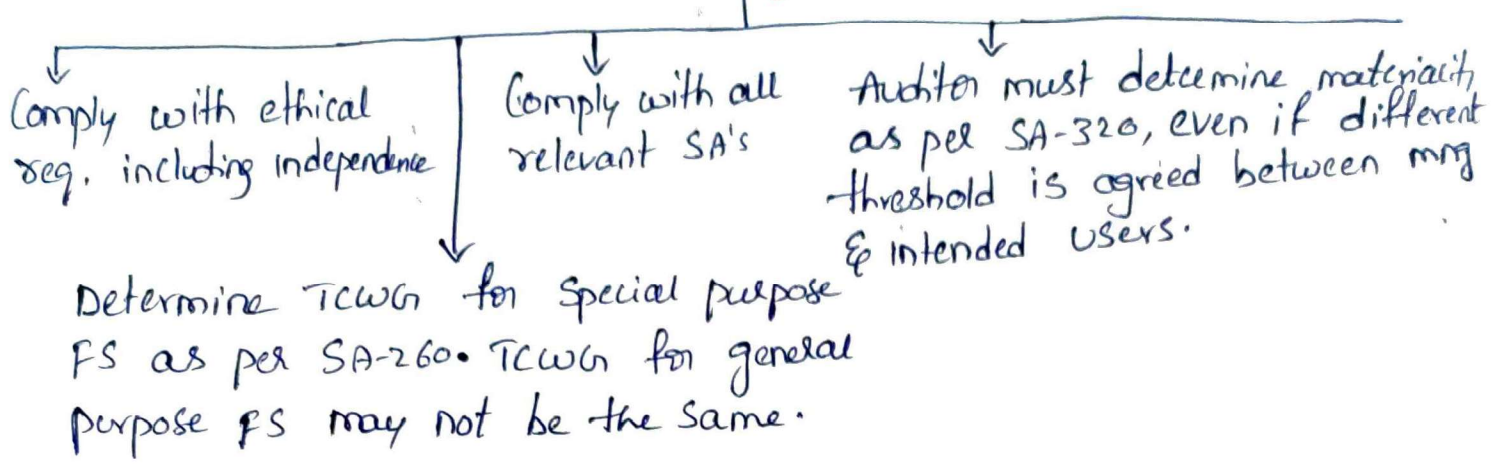 Comply with ethical
req. including independence
Comply with all
relevant SA's
Auditor must detcemine materiacity
as per SA-320, even if different
threshold is agreed between mng
& intended users.
Determine TCWG for special purpose
FS as per SA-260. TCWG for general
purpose FS may not be the same.